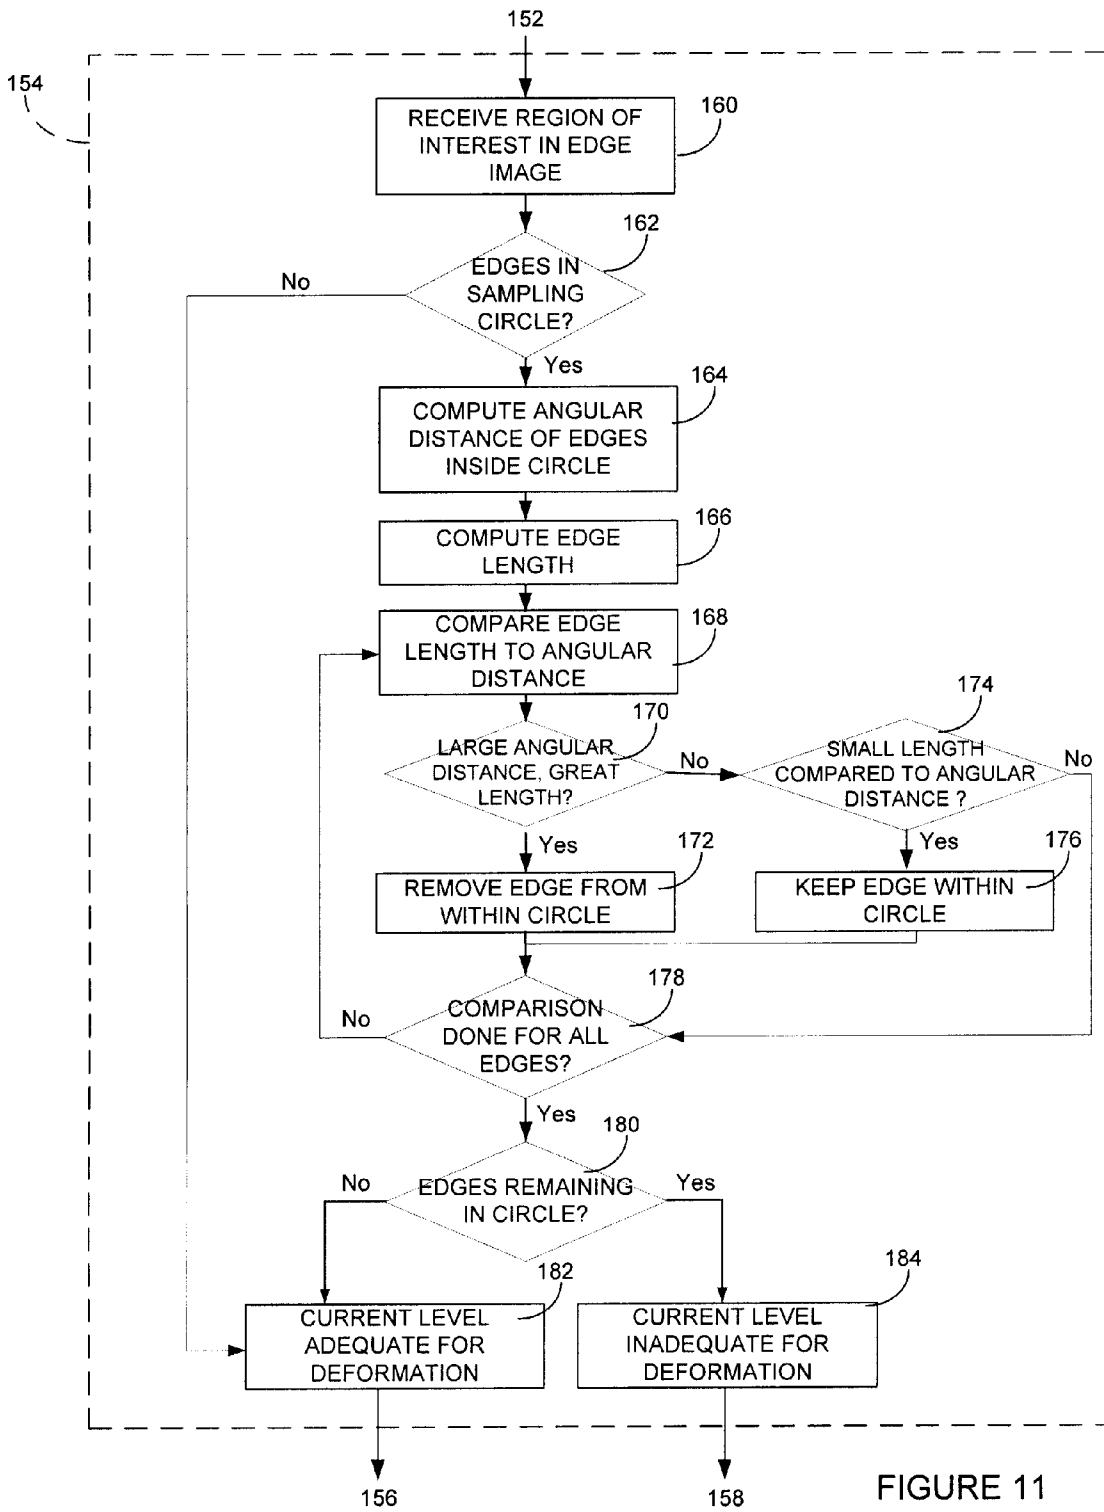 152
154
RECEIVE REGION OF
INTEREST IN EDGE
IMAGE
160
EDGES IN
SAMPLING
CIRCLE?
162
No
Yes
COMPUTE ANGULAR
DISTANCE OF EDGES
INSIDE CIRCLE
164
COMPUTE EDGE
LENGTH
166
COMPARE EDGE
LENGTH TO ANGULAR
DISTANCE
168
LARGE ANGULAR
DISTANCE, GREAT
LENGTH?
170
No
Yes
SMALL LENGTH
COMPARED TO ANGULAR
DISTANCE ?
174
No
Yes
REMOVE EDGE FROM
WITHIN CIRCLE
172
KEEP EDGE WITHIN
CIRCLE
176
COMPARISON
DONE FOR ALL
EDGES?
178
No
Yes
EDGES REMAINING
IN CIRCLE?
180
No
Yes
CURRENT LEVEL
ADEQUATE FOR
DEFORMATION
182
CURRENT LEVEL
INADEQUATE FOR
DEFORMATION
184
156
158
FIGURE 11